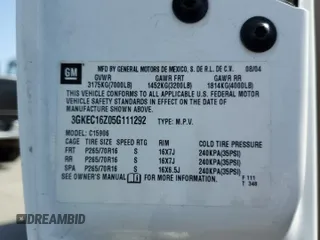 GM
MFD BY GENERAL MOTORS DE MEXICO, S. DE R.L. DE C.V. 08/04
GVWR GAWR FRT GAWR RR
3175KG(7000LB) 1452KG(3200LB) 1814KG(4000LB)
THIS VEHICLE CONFORMS TO ALL APPLICABLE U.S. FEDERAL MOTOR
VEHICLE SAFETY STANDARDS IN EFFECT ON THE DATE OF
MANUFACTURE SHOWN ABOVE.
3GKEC16Z05G111292 TYPE: M.P.V.
MODEL: C15906
CAGE TIRE SIZE SPEED RTG RIM COLD TIRE PRESSURE
FRT P265/70R16 S 16X7J 240KPA(35PSI)
RR P265/70R16 S 16X7J 240KPA(35PSI)
SPA P265/70R16 S 16X6.5J 240KPA(35PSI)
SEE OWNER'S MANUAL FOR MORE INFORMATION.
F 111
T 348
DREAMBID